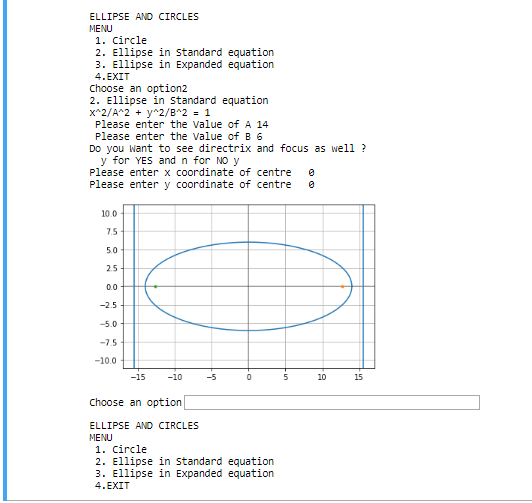 ELLIPSE AND CIRCLES
MENU
1. Circle
2. Ellipse in Standard equation
3. Ellipse in Expanded equation
4.EXIT
Choose an option2
2. Ellipse in Standard equation
x^2/A^2 + y^2/B^2 = 1
Please enter the Value of A 14
Please enter the Value of B 6
Do you Want to see directrix and focus as well ?
y for YES and n for NO y
Please enter x coordinate of centre 0
Please enter y coordinate of centre 0
10.0
7.5
5.0
2.5
0.0
−2.5
−5.0
−7.5
−10.0
−15 −10 −5 0 5 10 15
Choose an option
ELLIPSE AND CIRCLES
MENU
1. Circle
2. Ellipse in Standard equation
3. Ellipse in Expanded equation
4.EXIT